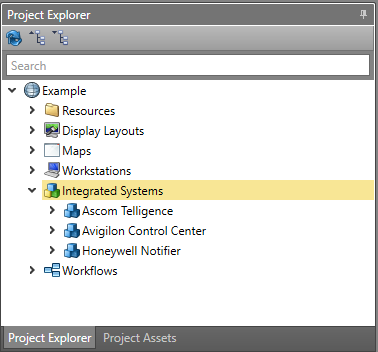 Project Explorer
Search
Example
Resources
Display Layouts
Maps
Workstations
Integrated Systems
Ascom Telligence
Avigilon Control Center
Honeywell Notifier
Workflows
Project Explorer Project Assets